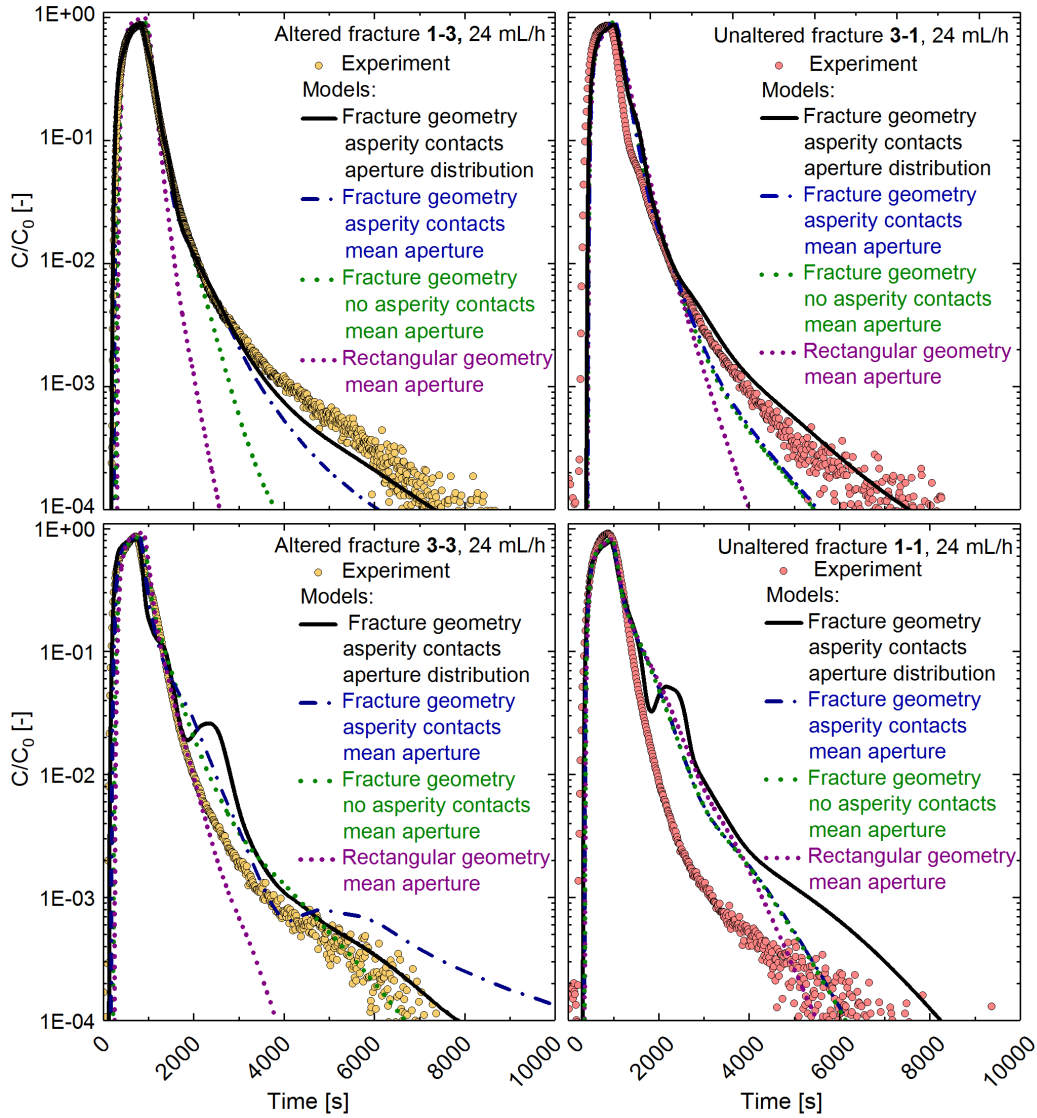 1E+00
1E-01
1E-02
1E-03
1E-04
C/C0 [-]
Altered fracture 1-3, 24 mL/h
Experiment
Models:
Fracture geometry
asperity contacts
aperture distribution
Fracture geometry
asperity contacts
mean aperture
Fracture geometry
no asperity contacts
mean aperture
Rectangular geometry
mean aperture
Unaltered fracture 3-1, 24 mL/h
Experiment
Models:
Fracture geometry
asperity contacts
aperture distribution
Fracture geometry
asperity contacts
mean aperture
Fracture geometry
no asperity contacts
mean aperture
Rectangular geometry
mean aperture
1E+00
1E-01
1E-02
1E-03
1E-04
C/C0 [-]
Altered fracture 3-3, 24 mL/h
Experiment
Models:
Fracture geometry
asperity contacts
aperture distribution
Fracture geometry
asperity contacts
mean aperture
Fracture geometry
no asperity contacts
mean aperture
Rectangular geometry
mean aperture
0
2000
4000
6000
8000
10000
Time [s]
Unaltered fracture 1-1, 24 mL/h
Experiment
Models:
Fracture geometry
asperity contacts
aperture distribution
Fracture geometry
asperity contacts
mean aperture
Fracture geometry
no asperity contacts
mean aperture
Rectangular geometry
mean aperture
0
2000
4000
6000
8000
10000
Time [s]